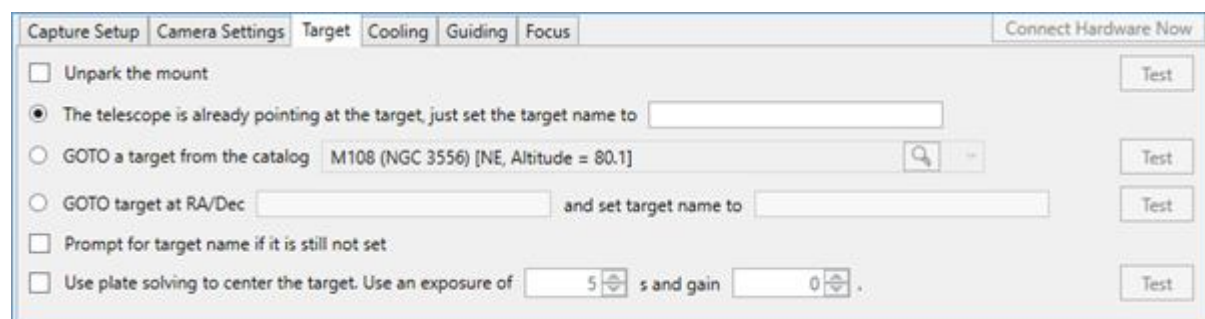 Capture Setup Camera Settings Target Cooling Guiding Focus Connect Hardware Now
Unpark the mount Test
The telescope is already pointing at the target, just set the target name to
GOTO a target from the catalog M108 (NGC 3556) [NE, Altitude = 80.1] Test
GOTO target at RA/Dec and set target name to Test
Prompt for target name if it is still not set
Use plate solving to center the target. Use an exposure of 5 s and gain 0 . Test